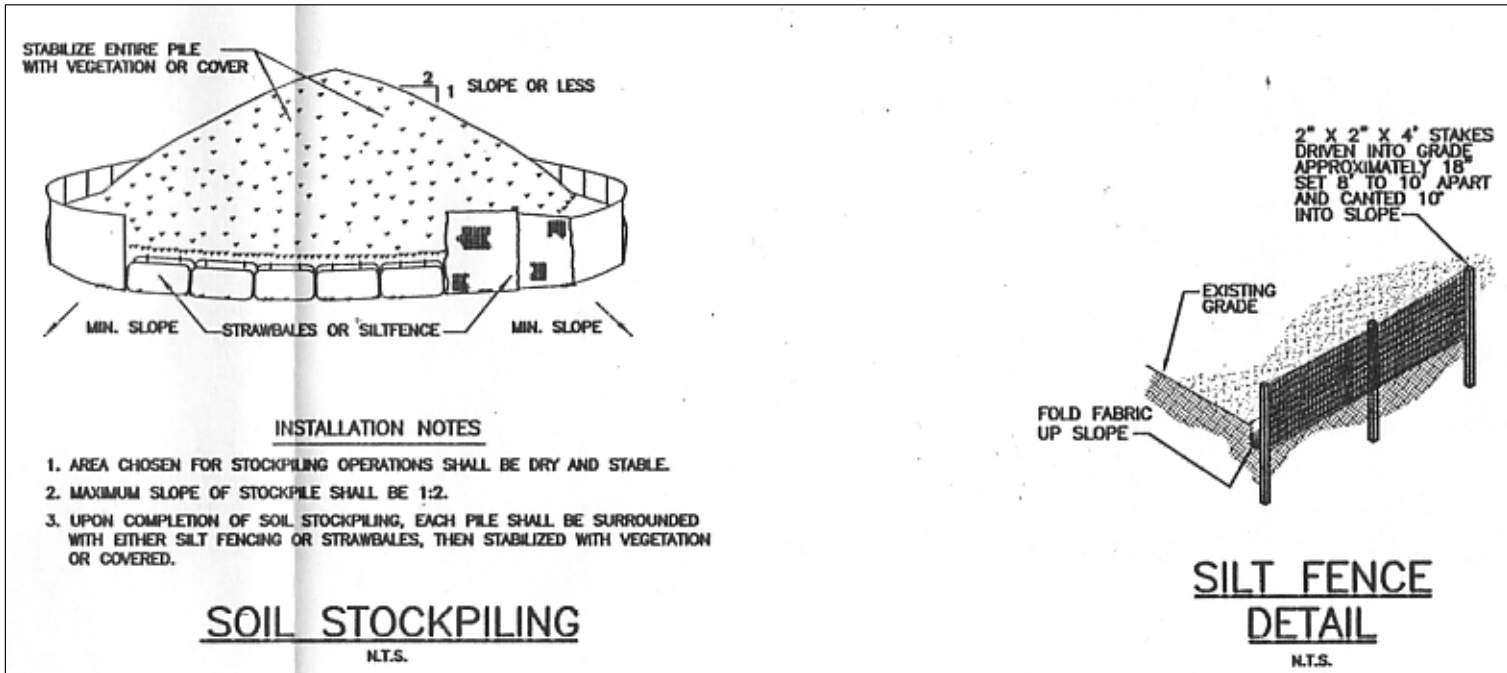 STABILIZE ENTIRE PILE
WITH VEGETATION OR COVER
2
1
SLOPE OR LESS
MIN. SLOPE
STRAWBALES OR SILTFENCE
MIN. SLOPE
INSTALLATION NOTES
1. AREA CHOSEN FOR STOCKPILING OPERATIONS SHALL BE DRY AND STABLE.
2. MAXIMUM SLOPE OF STOCKPILE SHALL BE 1:2.
3. UPON COMPLETION OF SOIL STOCKPILING, EACH PILE SHALL BE SURROUNDED
WITH EITHER SILT FENCING OR STRAWBALES, THEN STABILIZED WITH VEGETATION
OR COVERED.
SOIL STOCKPILING
N.T.S.
2" X 2" X 4' STAKES
DRIVEN INTO GRADE
APPROXIMATELY 18"
SET 8' TO 10' APART
AND CANTED 10°
INTO SLOPE
EXISTING
GRADE
FOLD FABRIC
UP SLOPE
SILT FENCE
DETAIL
N.T.S.